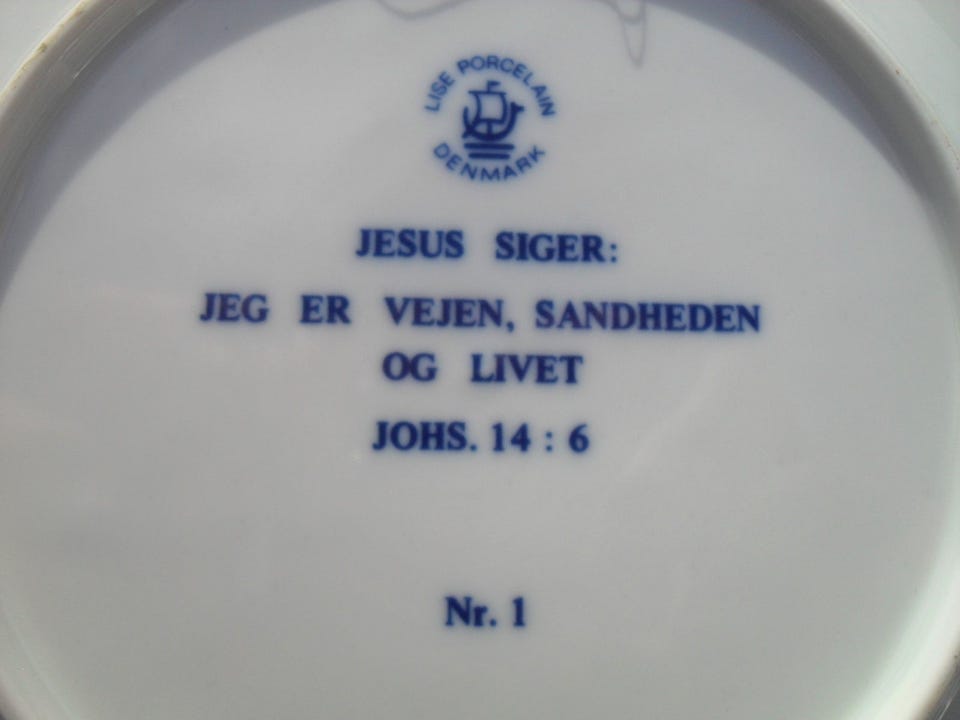 LISE PORCELAIN
DENMARK
JESUS SIGER:
JEG ER VEJEN, SANDHEDEN
OG LIVET
JOHS. 14 : 6
Nr. 1